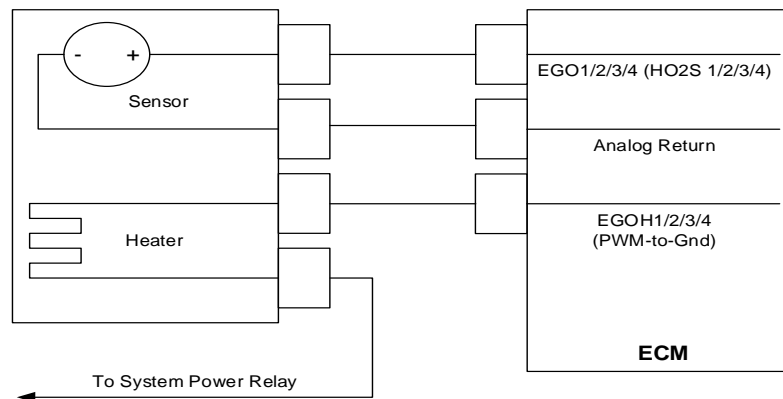 - +
Sensor
EGO1/2/3/4 (HO2S 1/2/3/4)
Analog Return
Heater
EGOH1/2/3/4
(PWM-to-Gnd)
ECM
To System Power Relay